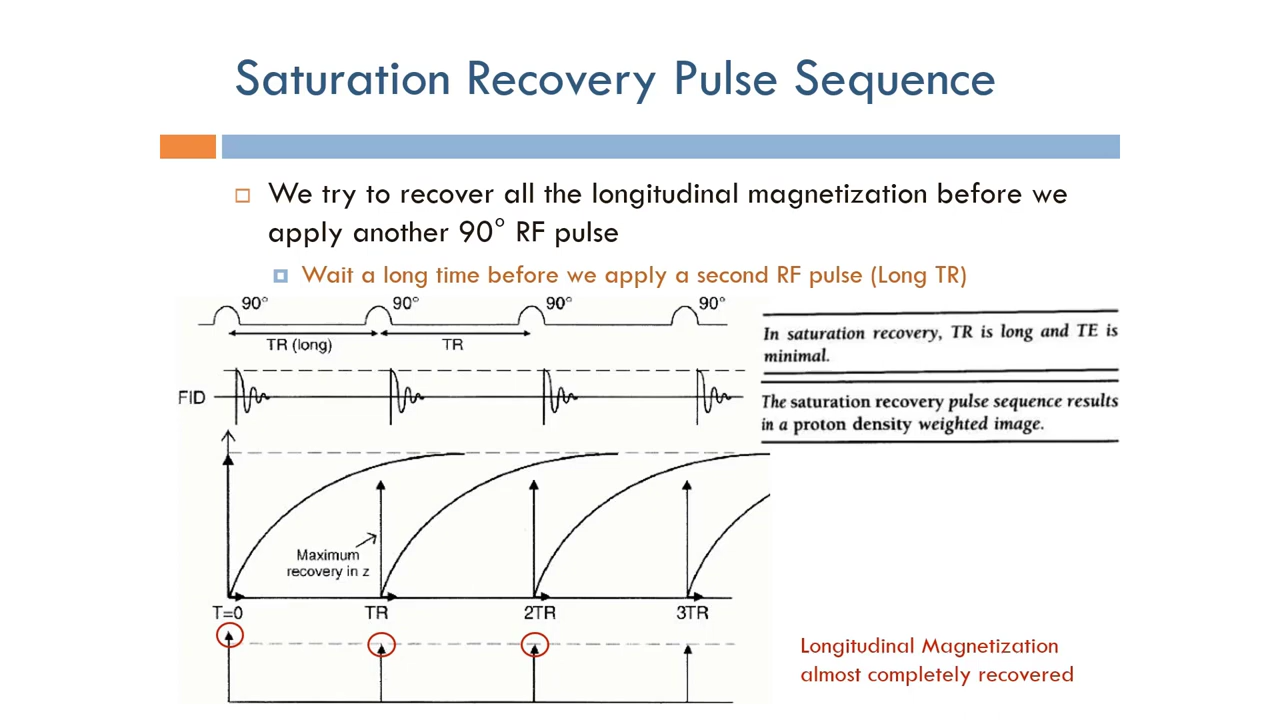 Saturation Recovery Pulse Sequence
We try to recover all the longitudinal magnetization before we
apply another 90° RF pulse
Wait a long time before we apply a second RF pulse (Long TR)
90° 90° 90° 90°
TR (long) TR
In saturation recovery, TR is long and TE is
minimal.
FID
The saturation recovery pulse sequence results
in a proton density weighted image.
Maximum
recovery in z
T=0 TR 2TR 3TR
Longitudinal Magnetization
almost completely recovered